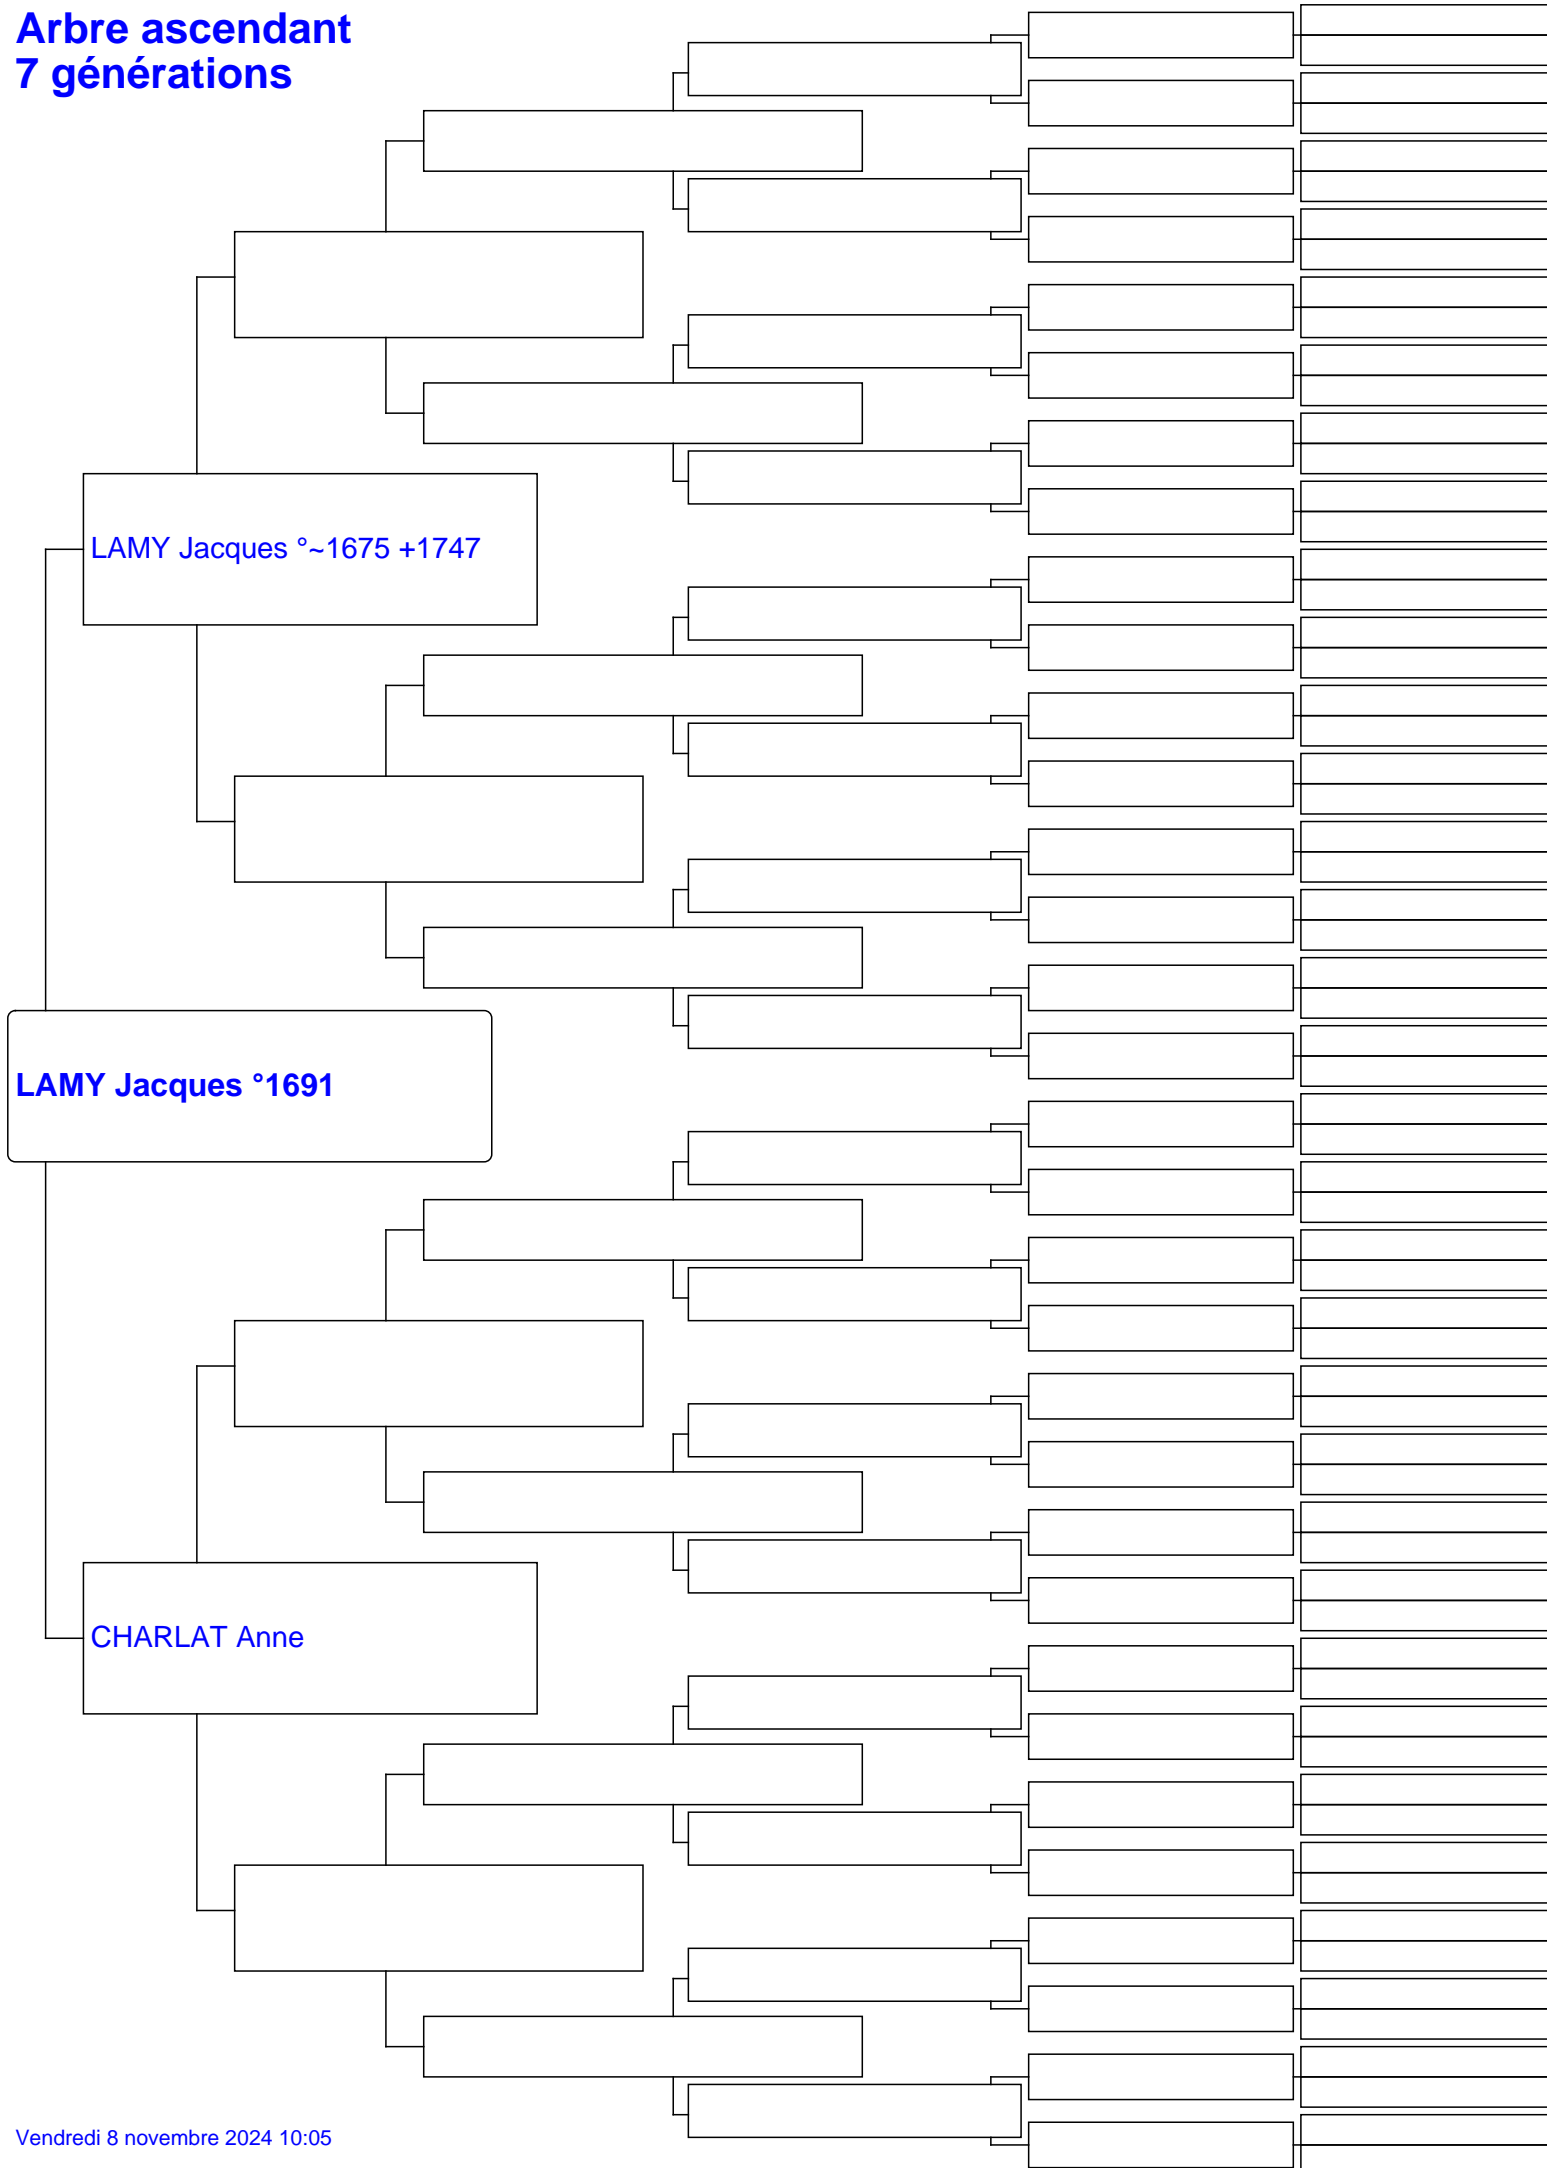 Arbre ascendant
7 générations
LAMY Jacques °~1675 +1747
LAMY Jacques °1691
CHARLAT Anne
Vendredi 8 novembre 2024 10:05